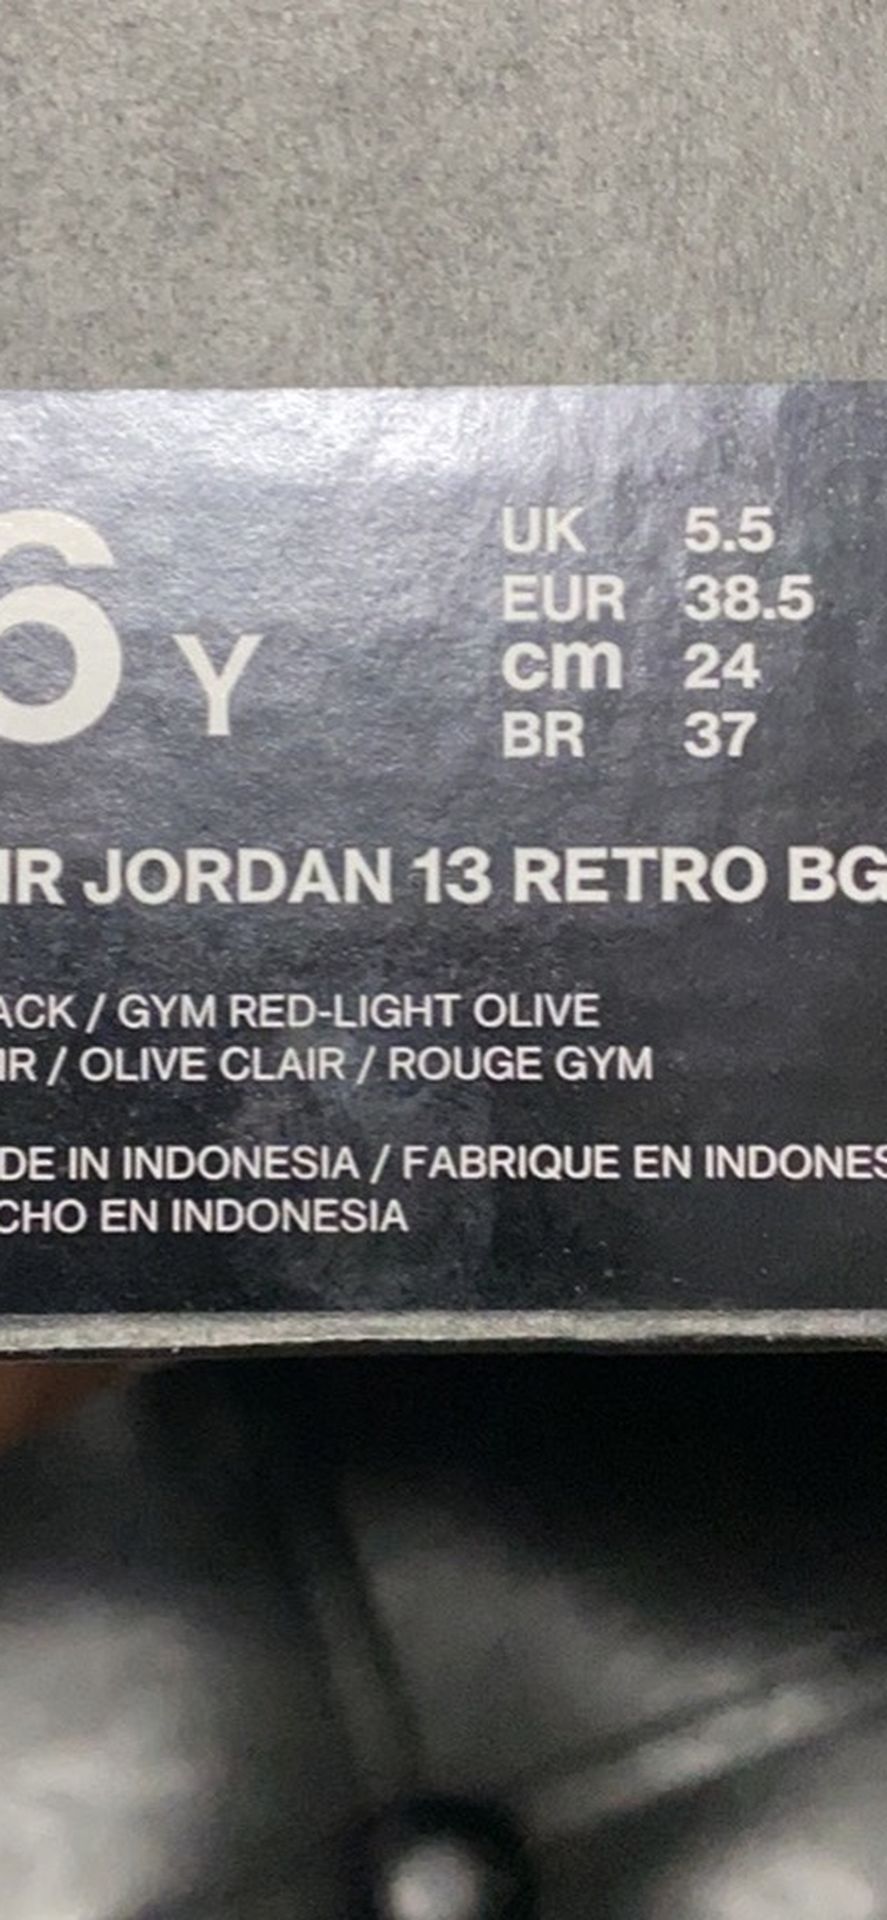 6 Y
UK 5.5
EUR 38.5
cm 24
BR 37
IR JORDAN 13 RETRO BG
ACK / GYM RED-LIGHT OLIVE
IR / OLIVE CLAIR / ROUGE GYM
DE IN INDONESIA / FABRIQUE EN INDONES
CHO EN INDONESIA